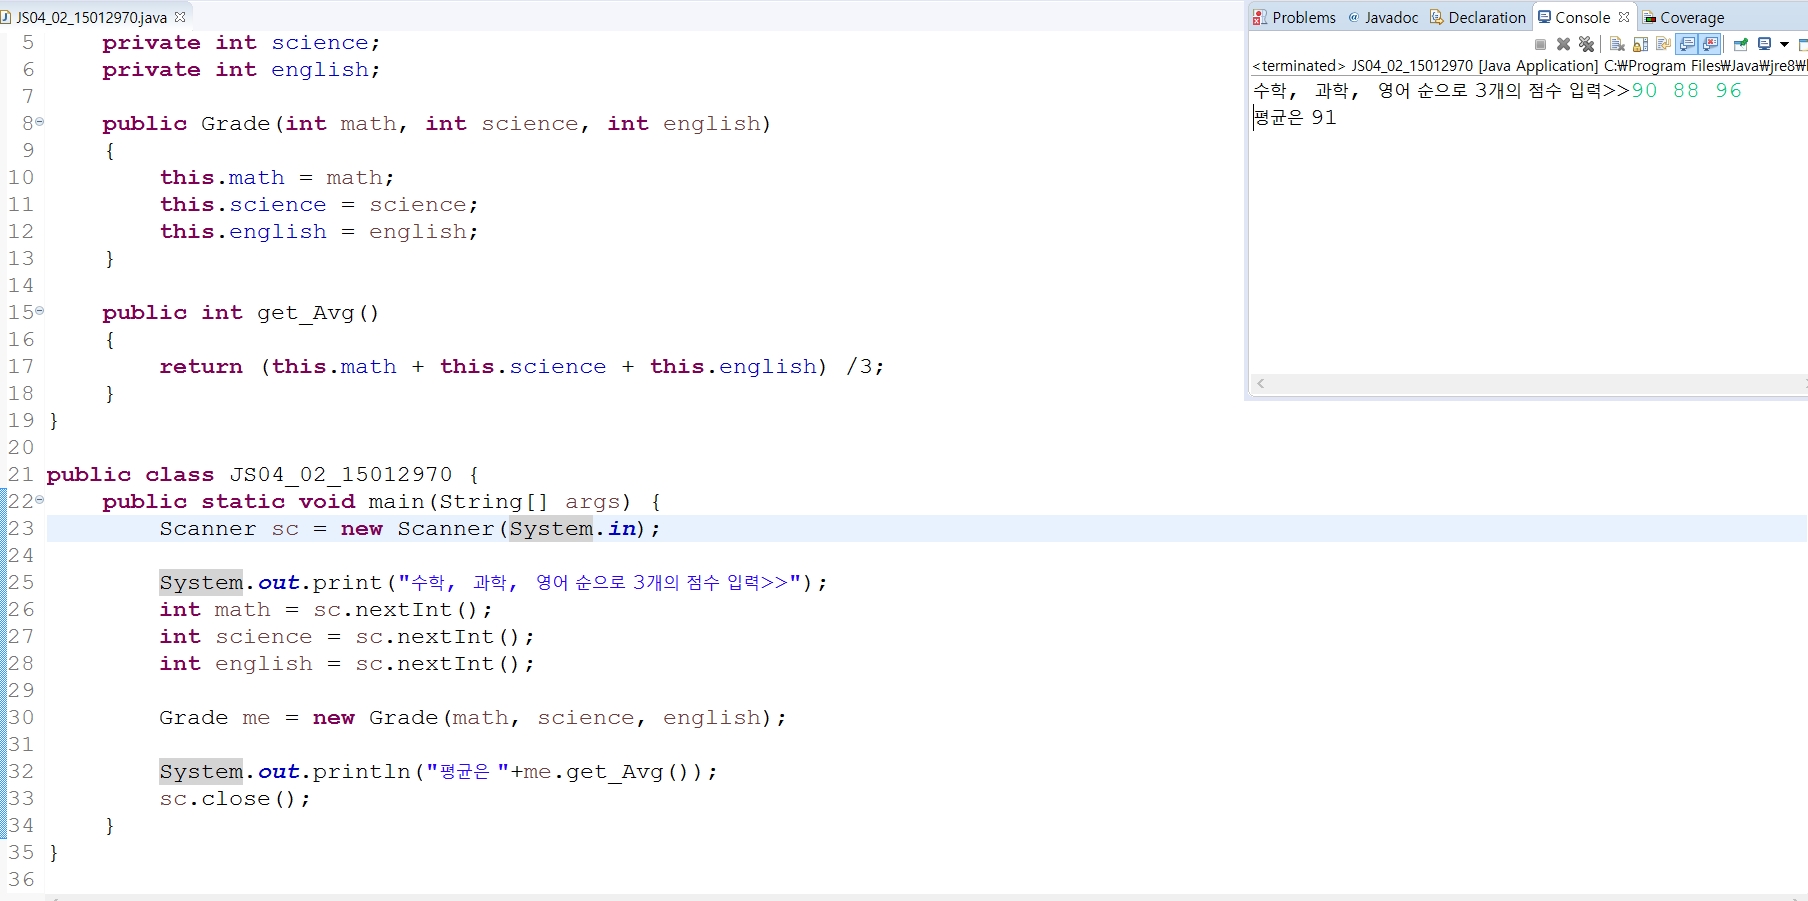 JS04_02_15012970.java
5 private int science;
6 private int english;
7
8 public Grade(int math, int science, int english)
9 {
10 this.math = math;
11 this.science = science;
12 this.english = english;
13 }
14
15 public int get_Avg()
16 {
17 return (this.math + this.science + this.english) /3;
18 }
19 }
20
21 public class JS04_02_15012970 {
22 public static void main(String[] args) {
23 Scanner sc = new Scanner(System.in);
24
25 System.out.print("수학, 과학, 영어 순으로 3개의 점수 입력>>");
26 int math = sc.nextInt();
27 int science = sc.nextInt();
28 int english = sc.nextInt();
29
30 Grade me = new Grade(math, science, english);
31
32 System.out.println("평균은 "+me.get_Avg());
33 sc.close();
34 }
35 }
36
Problems @ Javadoc Declaration Console Coverage
<terminated> JS04_02_15012970 [Java Application] C:₩Program Files₩Java₩jre8₩
수학, 과학, 영어 순으로 3개의 점수 입력>>90 88 96
평균은 91